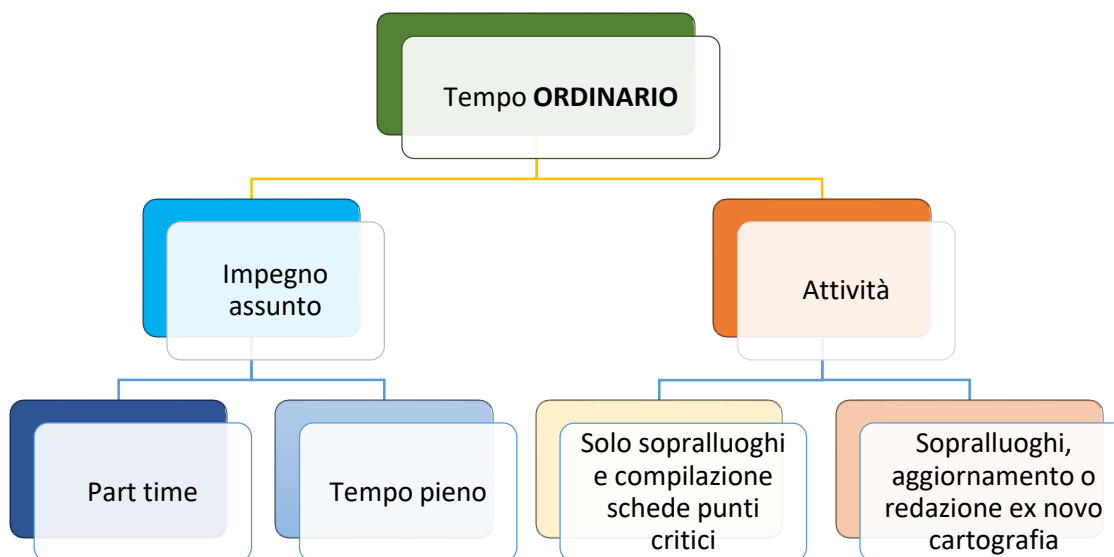 Tempo ORDINARIO
Impegno
assunto
Attività
Part time
Tempo pieno
Solo sopralluoghi
e compilazione
schede punti
critici
Sopralluoghi,
aggiornamento o
redazione ex novo
cartografia